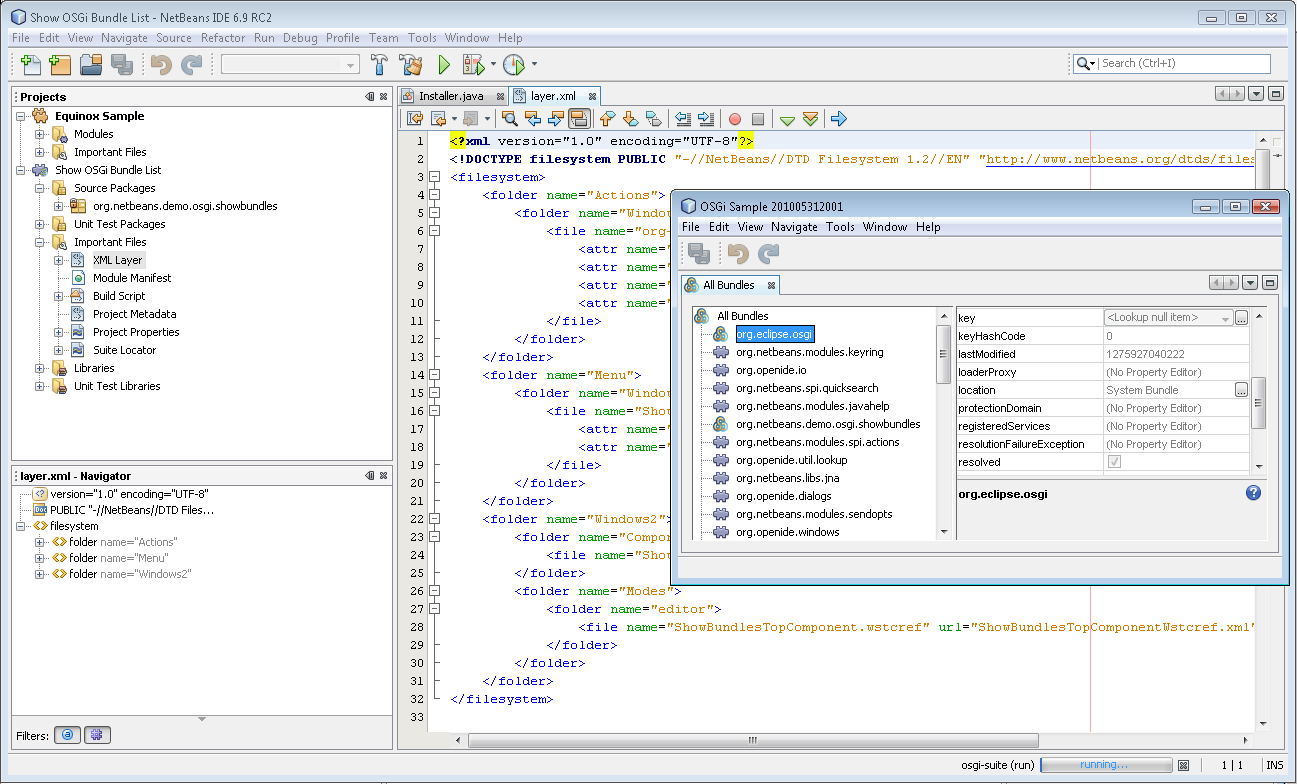 Show OSGi Bundle List - NetBeans IDE 6.9 RC2
File Edit View Navigate Source Refactor Run Debug Profile Team Tools Window Help
Search (Ctrl+I)
Projects
Equinox Sample
Modules
Important Files
Show OSGi Bundle List
Source Packages
org.netbeans.demo.osgi.showbundles
Unit Test Packages
Important Files
XML Layer
Module Manifest
Build Script
Project Metadata
Project Properties
Suite Locator
Libraries
Unit Test Libraries
layer.xml - Navigator
version="1.0" encoding="UTF-8"
PUBLIC "-//NetBeans//DTD Files...
filesystem
folder name="Actions"
folder name="Menu"
folder name="Windows2"
Filters:
Installer.java layer.xml
1 <?xml version="1.0" encoding="UTF-8"?>
2 <!DOCTYPE filesystem PUBLIC "-//NetBeans//DTD Filesystem 1.2//EN" "http://www.netbeans.org/dtds/files
3 <filesystem>
4 <folder name="Actions">
5 <folder name="Window
6 <file name="org-
7 <attr name="
8 <attr name="
9 <attr name="
10 <attr name="
11 </file>
12 </folder>
13 </folder>
14 <folder name="Menu">
15 <folder name="Window
16 <file name="Show
17 <attr name="
18 <attr name="
19 </file>
20 </folder>
21 </folder>
22 <folder name="Windows2">
23 <folder name="Compon
24 <file name="Show
25 </folder>
26 <folder name="Modes">
27 <folder name="editor">
28 <file name="ShowBundlesTopComponent.wstcref" url="ShowBundlesTopComponentWstcref.xml"
29 </folder>
30 </folder>
31 </folder>
32 </filesystem>
33
OSGi Sample 201005312001
File Edit View Navigate Tools Window Help
All Bundles
All Bundles
org.eclipse.osgi
org.netbeans.modules.keyring
org.openide.io
org.netbeans.spi.quicksearch
org.netbeans.modules.javahelp
org.netbeans.demo.osgi.showbundles
org.netbeans.modules.spi.actions
org.openide.util.lookup
org.netbeans.libs.jna
org.openide.dialogs
org.netbeans.modules.sendopts
org.openide.windows
key <Lookup null item> ...
keyHashCode 0
lastModified 1275927040222
loaderProxy (No Property Editor)
location System Bundle ...
protectionDomain (No Property Editor)
registeredServices (No Property Editor)
resolutionFailureException (No Property Editor)
resolved
org.eclipse.osgi
osgi-suite (run) running... 1 | 1 INS